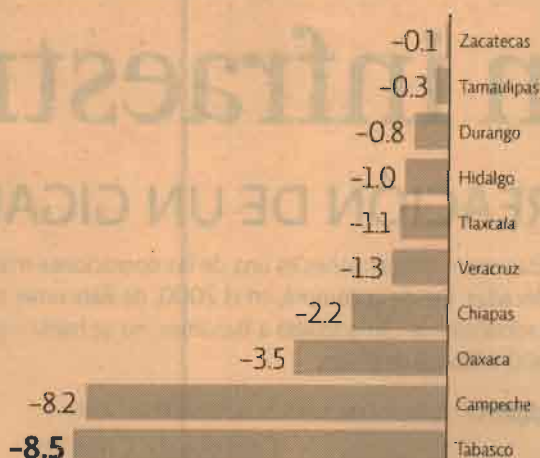 -0.1 Zacatecas
-0.3 Tamaulipas
-0.8 Durango
-1.0 Hidalgo
-1.1 Tlaxcala
-1.3 Veracruz
-2.2 Chiapas
-3.5 Oaxaca
-8.2 Campeche
-8.5 Tabasco